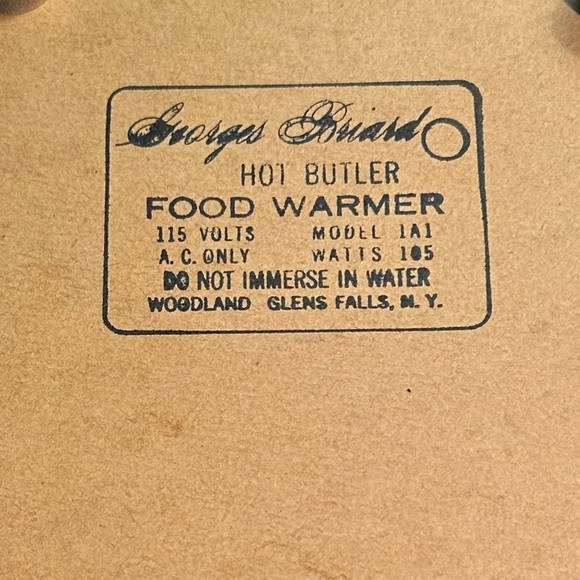 Georges Briard
HOT BUTLER
FOOD WARMER
115 VOLTS MODEL 1A1
A.C. ONLY WATTS 105
DO NOT IMMERSE IN WATER
WOODLAND GLENS FALLS, N.Y.